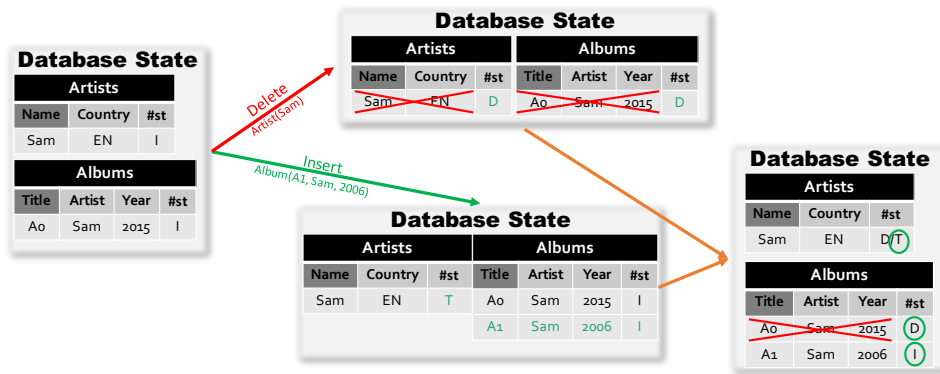 Database State
Artists
Name Country #st
Sam EN I
Albums
Title Artist Year #st
A0 Sam 2015 I
Delete
Artist(Sam)
Insert
Album(A1, Sam, 2006)
Database State
Artists Albums
Name Country #st Title Artist Year #st
Sam EN D A0 Sam 2015 D
Database State
Artists Albums
Name Country #st Title Artist Year #st
Sam EN T A0 Sam 2015 I
A1 Sam 2006 I
Database State
Artists
Name Country #st
Sam EN D/T
Albums
Title Artist Year #st
A0 Sam 2015 D
A1 Sam 2006 I